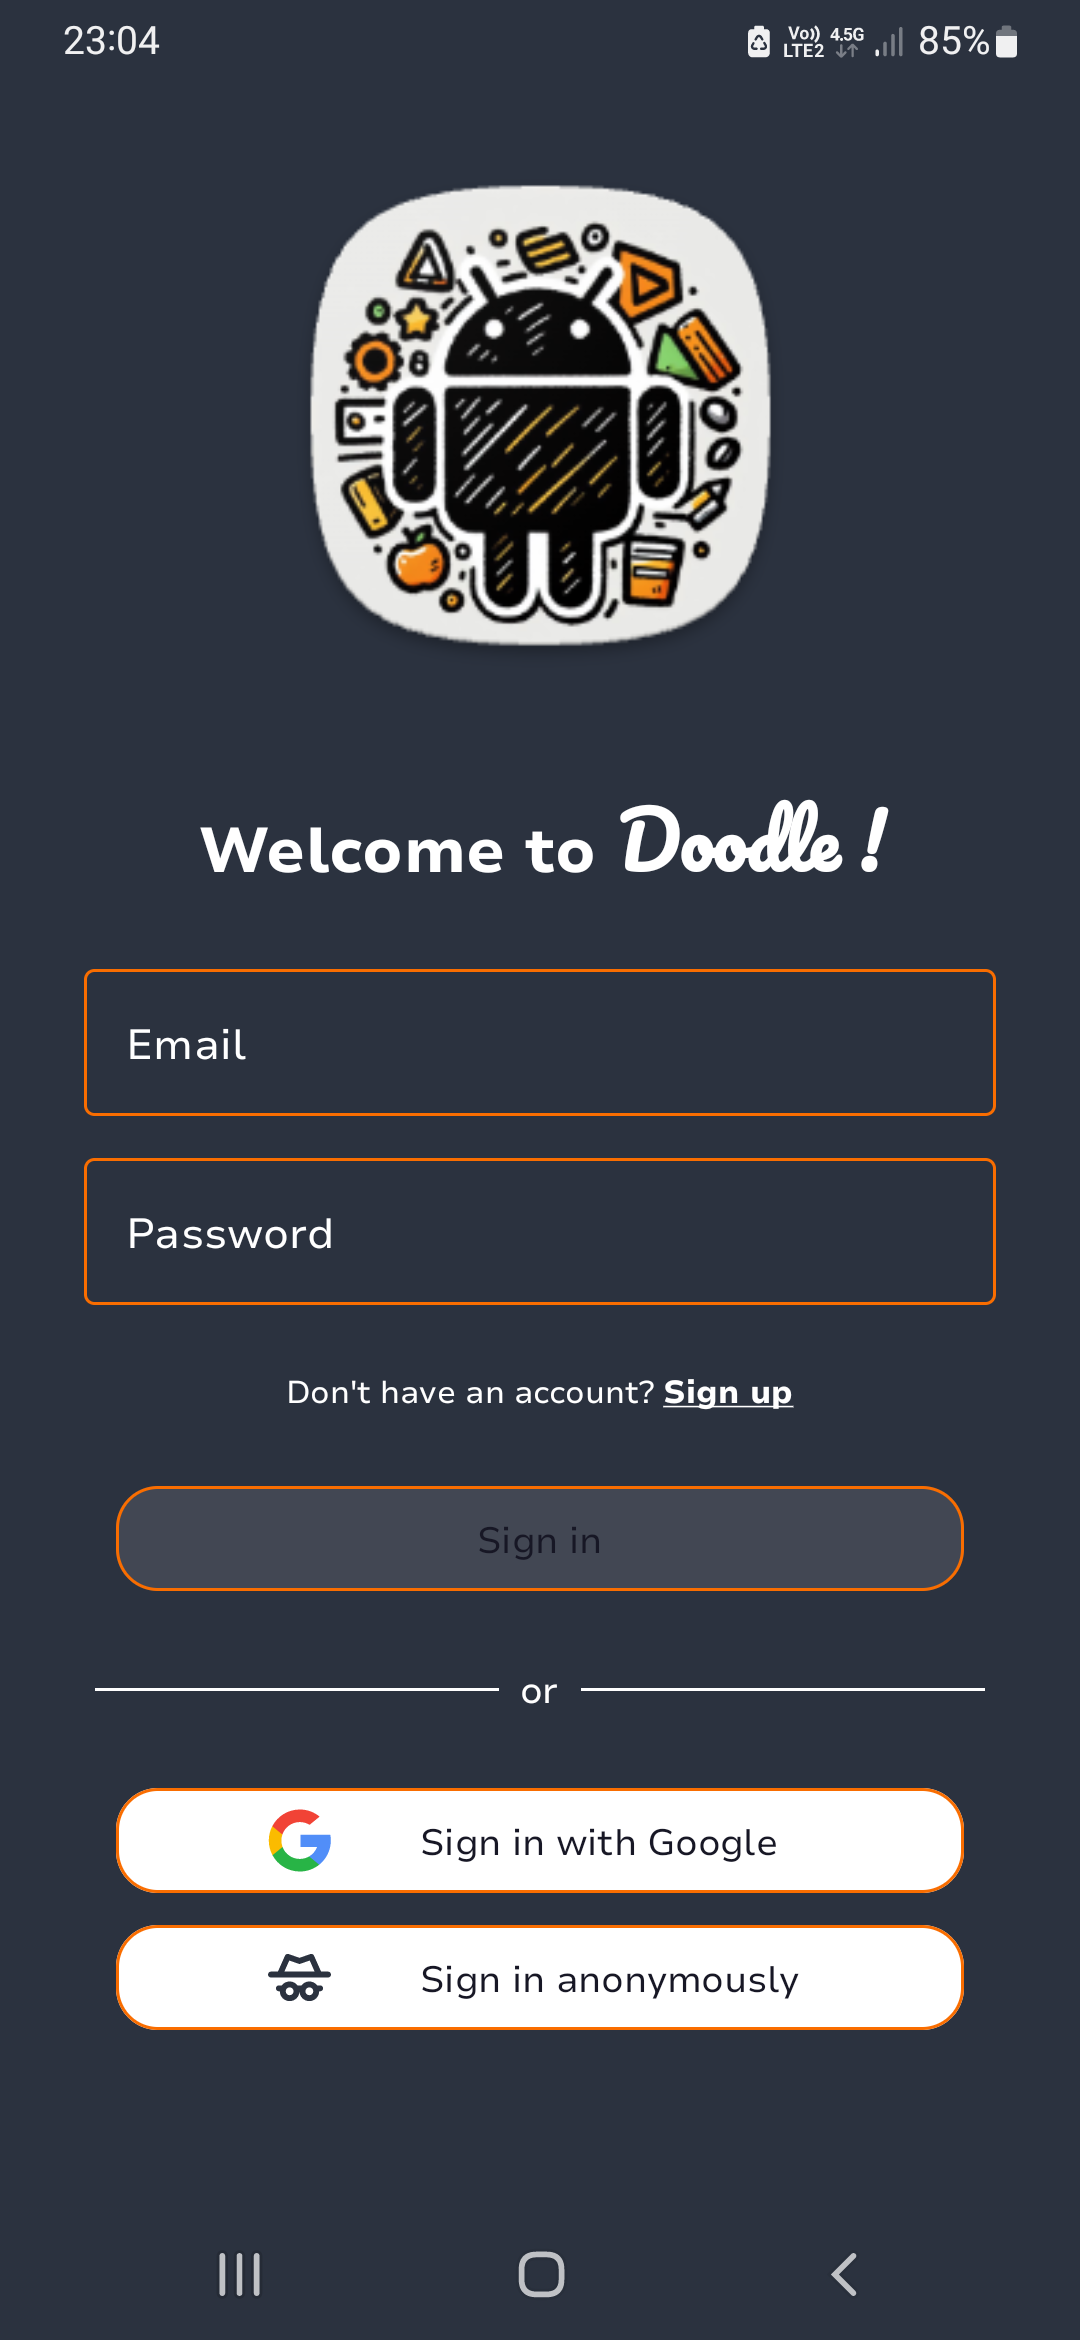 23:04 Vo)) LTE2 4.5G 85%
Welcome to Doodle !
Email
Password
Don't have an account? Sign up
Sign in
or
Sign in with Google
Sign in anonymously